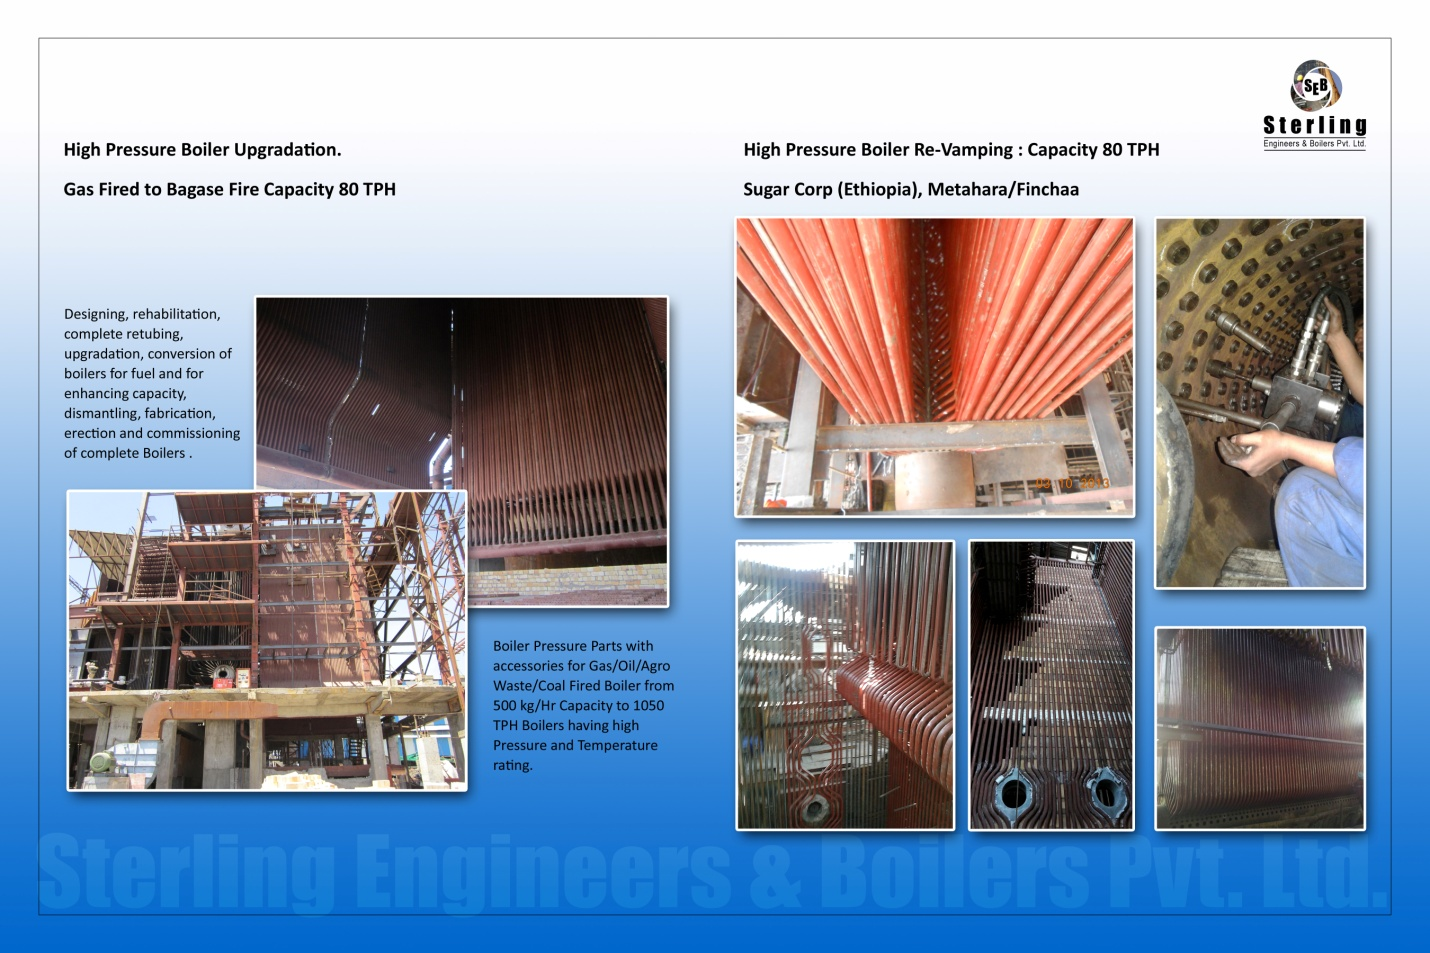 SEB
Sterling
Engineers & Boilers Pvt. Ltd.
High Pressure Boiler Upgradation.
Gas Fired to Bagase Fire Capacity 80 TPH
Designing, rehabilitation,
complete retubing,
upgradation, conversion of
boilers for fuel and for
enhancing capacity,
dismantling, fabrication,
erection and commissioning
of complete Boilers .
Boiler Pressure Parts with
accessories for Gas/Oil/Agro
Waste/Coal Fired Boiler from
500 kg/Hr Capacity to 1050
TPH Boilers having high
Pressure and Temperature
rating.
High Pressure Boiler Re-Vamping : Capacity 80 TPH
Sugar Corp (Ethiopia), Metahara/Finchaa
03 10 2013
Sterling Engineers & Boilers Pvt. Ltd.